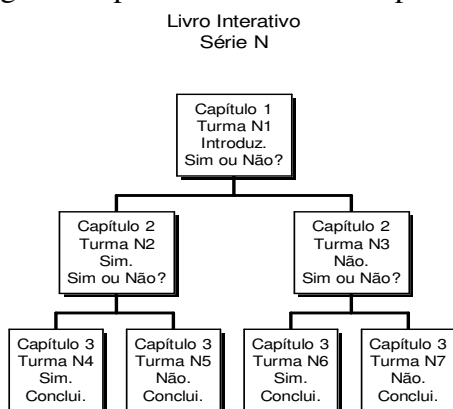 Livro Interativo
Série N
Capítulo 1
Turma N1
Introduz.
Sim ou Não?
Capítulo 2
Turma N2
Sim.
Sim ou Não?
Capítulo 2
Turma N3
Não.
Sim ou Não?
Capítulo 3
Turma N4
Sim.
Conclui.
Capítulo 3
Turma N5
Não.
Conclui.
Capítulo 3
Turma N6
Sim.
Conclui.
Capítulo 3
Turma N7
Não.
Conclui.